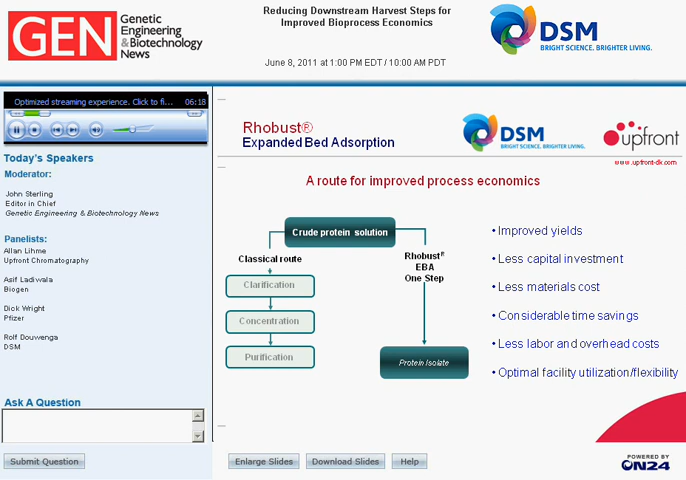 GEN
Genetic
Engineering
& Biotechnology
News
Reducing Downstream Harvest Steps for
Improved Bioprocess Economics
June 8, 2011 at 1:00 PM EDT / 10:00 AM PDT
DSM
BRIGHT SCIENCE. BRIGHTER LIVING.
Optimized streaming experience. Click to fi... 06:18
Today's Speakers
Moderator:
John Sterling
Editor in Chief
Genetic Engineering & Biotechnology News
Panelists:
Allan Lihme
Upfront Chromatography
Asif Ladiwala
Biogen
Dick Wright
Pfizer
Rolf Douwenga
DSM
Ask A Question
Submit Question
Rhobust®
Expanded Bed Adsorption
DSM
BRIGHT SCIENCE. BRIGHTER LIVING.
upfront
www.upfront-dk.com
A route for improved process economics
Crude protein solution
Classical route
Clarification
Concentration
Purification
Rhobust®
EBA
One Step
Protein Isolate
• Improved yields
• Less capital investment
• Less materials cost
• Considerable time savings
• Less labor and overhead costs
• Optimal facility utilization/flexibility
Enlarge Slides
Download Slides
Help
POWERED BY
ON24